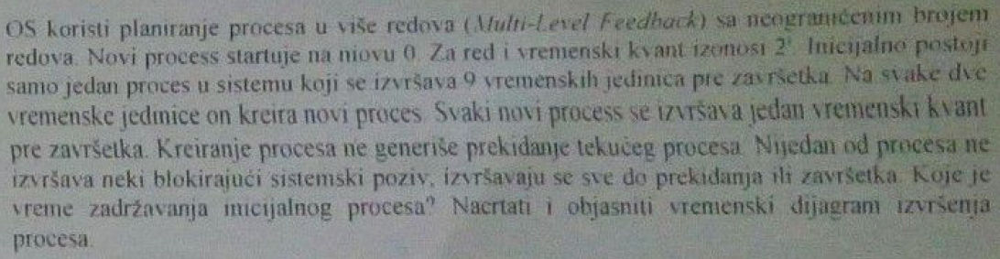 OS koristi planiranje procesa u više redova (Multi-Level Feedback) sa neograničenim brojem
redova. Novi process startuje na niovu 0. Za red i vremenski kvant izonosi 2ⁱ. Inicijalno postoji
samo jedan proces u sistemu koji se izvršava 9 vremenskih jedinica pre završetka. Na svake dve
vremenske jedinice on kreira novi proces. Svaki novi process se izvršava jedan vremenski kvant
pre završetka. Kreiranje procesa ne generiše prekidanje tekućeg procesa. Nijedan od procesa ne
izvršava neki blokirajući sistemski poziv, izvršavaju se sve do prekidanja ili završetka. Koje je
vreme zadržavanja inicijalnog procesa? Nacrtati i objasniti vremenski dijagram izvršenja
procesa.